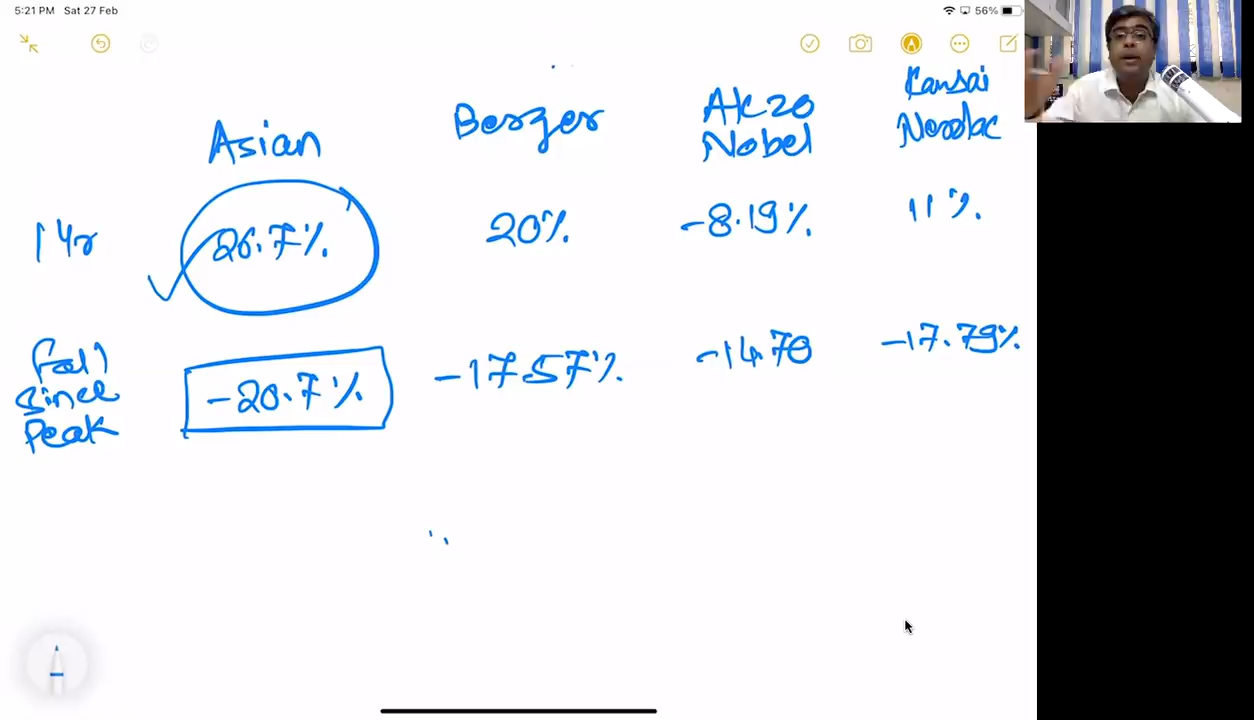 5:21 PM Sat 27 Feb
56%
Asian Berger Akzo Nobel Kansai Nerolac
1 Yr 26.7% 20% -8.19% 11%
Fall Since Peak -20.7% -17.57% -14.70 -17.79%